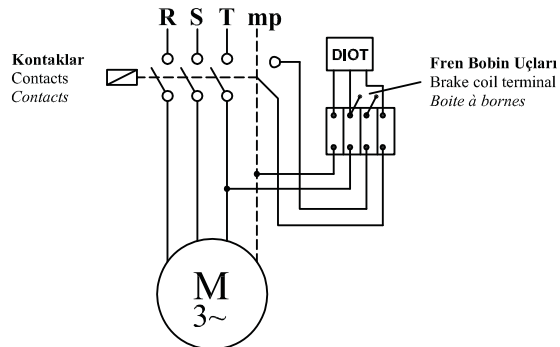 R S T mp
Kontaklar
Contacts
Contacts
DIOT
Fren Bobin Uçları
Brake coil terminal
Boite à bornes
M
3~